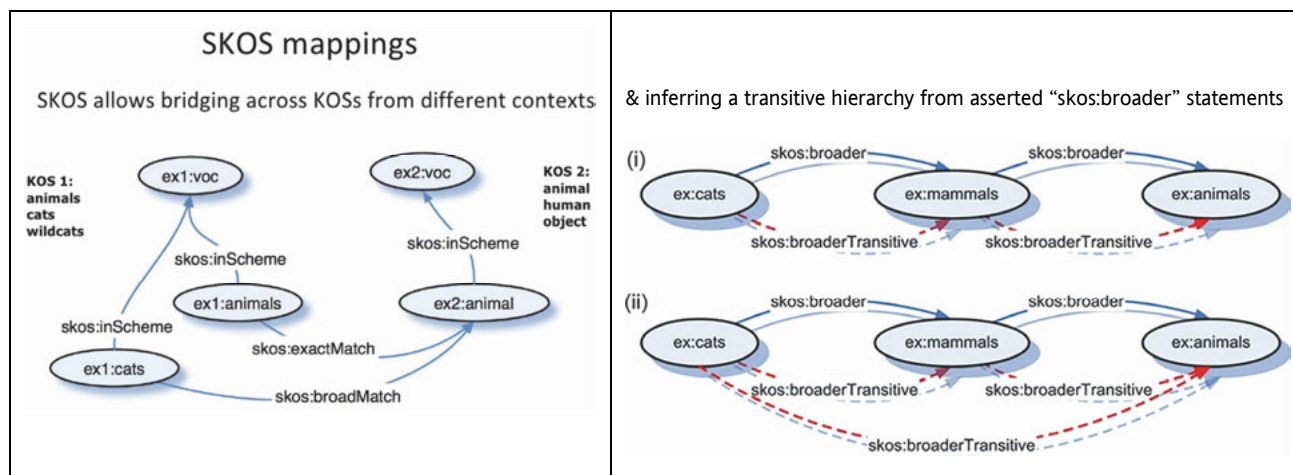 SKOS mappings
SKOS allows bridging across KOSs from different contexts
KOS 1:
animals
cats
wildcats
ex1:voc
ex2:voc
KOS 2:
animal
human
object
skos:inScheme
skos:inScheme
ex1:animals
ex2:animal
skos:inScheme
skos:exactMatch
ex1:cats
skos:broadMatch
& inferring a transitive hierarchy from asserted “skos:broader” statements
(i)
skos:broader
skos:broader
ex:cats
ex:mammals
ex:animals
skos:broaderTransitive
skos:broaderTransitive
(ii)
skos:broader
skos:broader
ex:cats
ex:mammals
ex:animals
skos:broaderTransitive
skos:broaderTransitive
skos:broaderTransitive